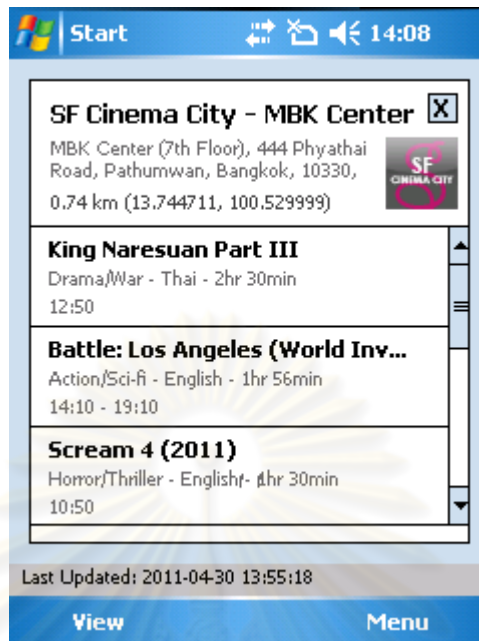 Start 14:08
SF Cinema City - MBK Center X
MBK Center (7th Floor), 444 Phyathai
Road, Pathumwan, Bangkok, 10330,
SF
CINEMA CITY
0.74 km (13.744711, 100.529999)
King Naresuan Part III
Drama/War - Thai - 2hr 30min
12:50
Battle: Los Angeles (World Inv...
Action/Sci-fi - English - 1hr 56min
14:10 - 19:10
Scream 4 (2011)
Horror/Thriller - English/- 1hr 30min
10:50
Last Updated: 2011-04-30 13:55:18
View Menu